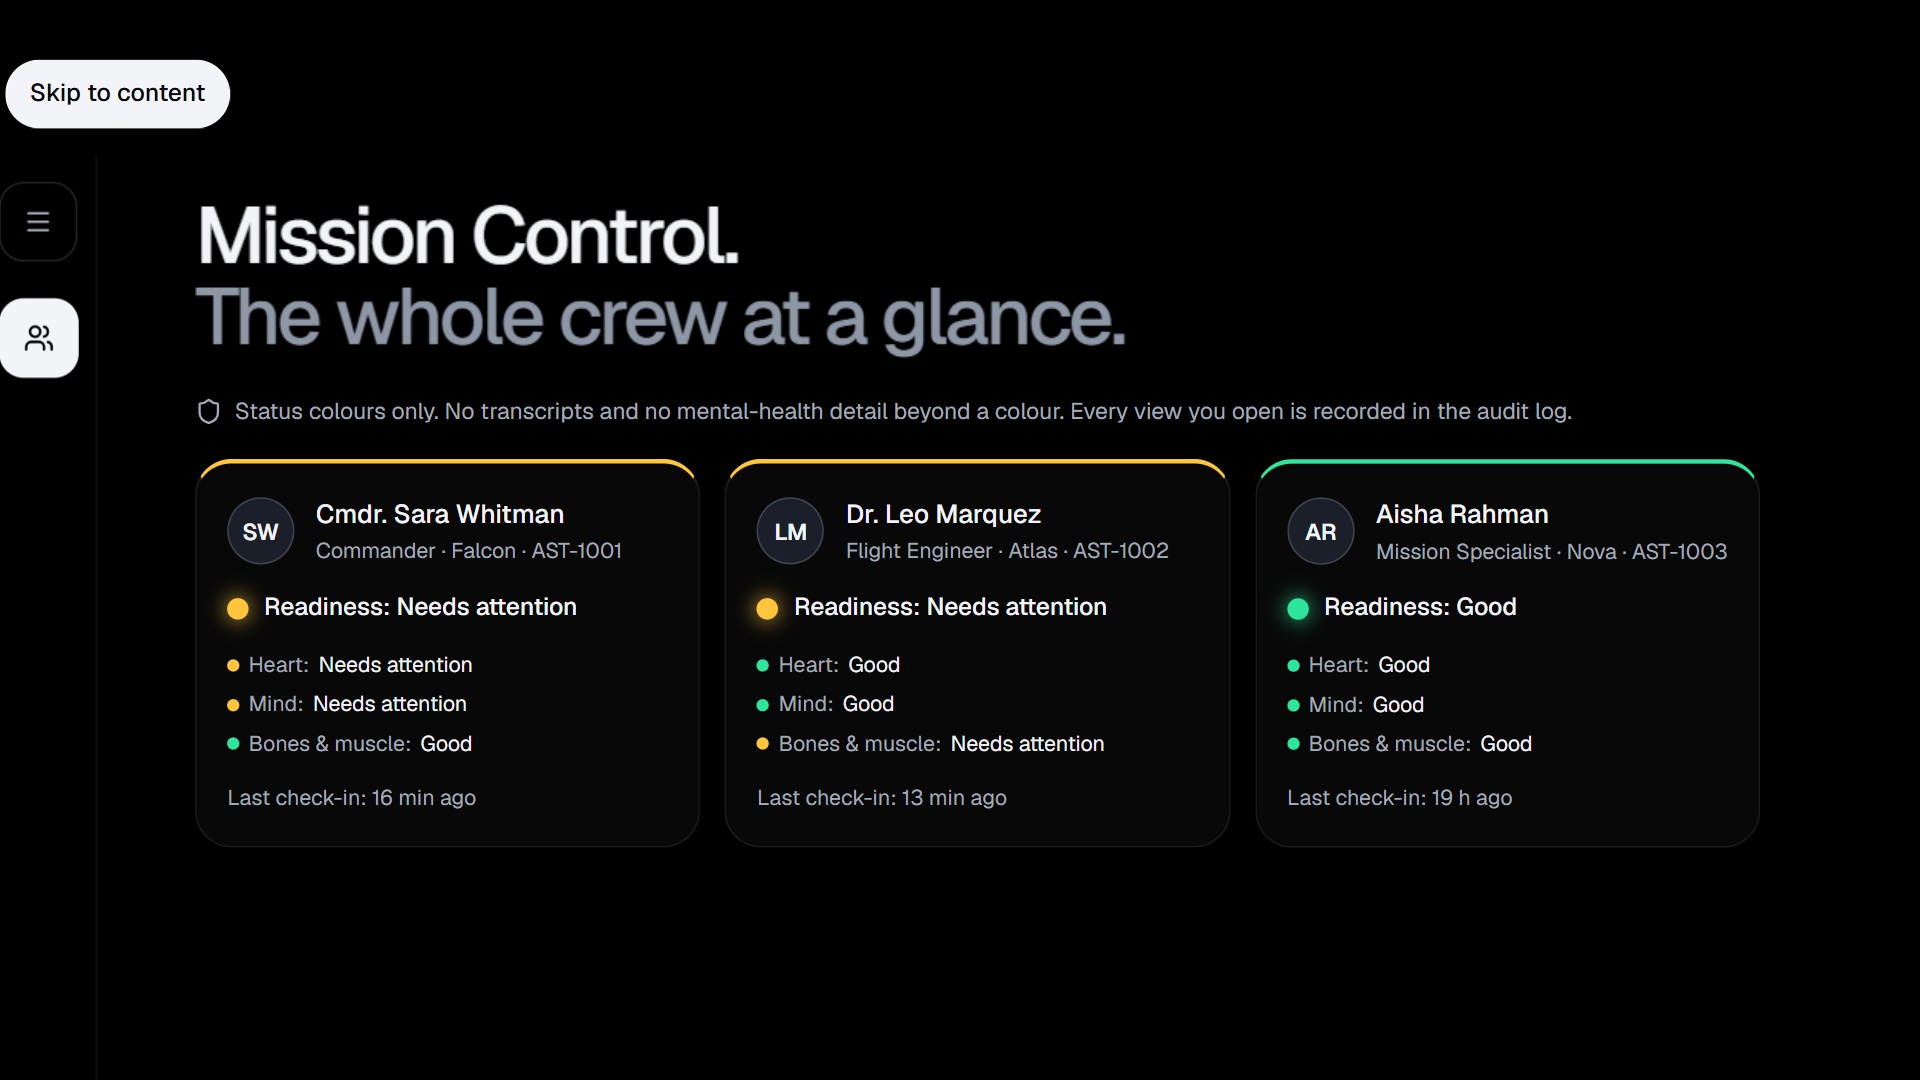 Skip to content
Mission Control.
The whole crew at a glance.
Status colours only. No transcripts and no mental-health detail beyond a colour. Every view you open is recorded in the audit log.
SW
Cmdr. Sara Whitman
Commander · Falcon · AST-1001
Readiness: Needs attention
Heart: Needs attention
Mind: Needs attention
Bones & muscle: Good
Last check-in: 16 min ago
LM
Dr. Leo Marquez
Flight Engineer · Atlas · AST-1002
Readiness: Needs attention
Heart: Good
Mind: Good
Bones & muscle: Needs attention
Last check-in: 13 min ago
AR
Aisha Rahman
Mission Specialist · Nova · AST-1003
Readiness: Good
Heart: Good
Mind: Good
Bones & muscle: Good
Last check-in: 19 h ago